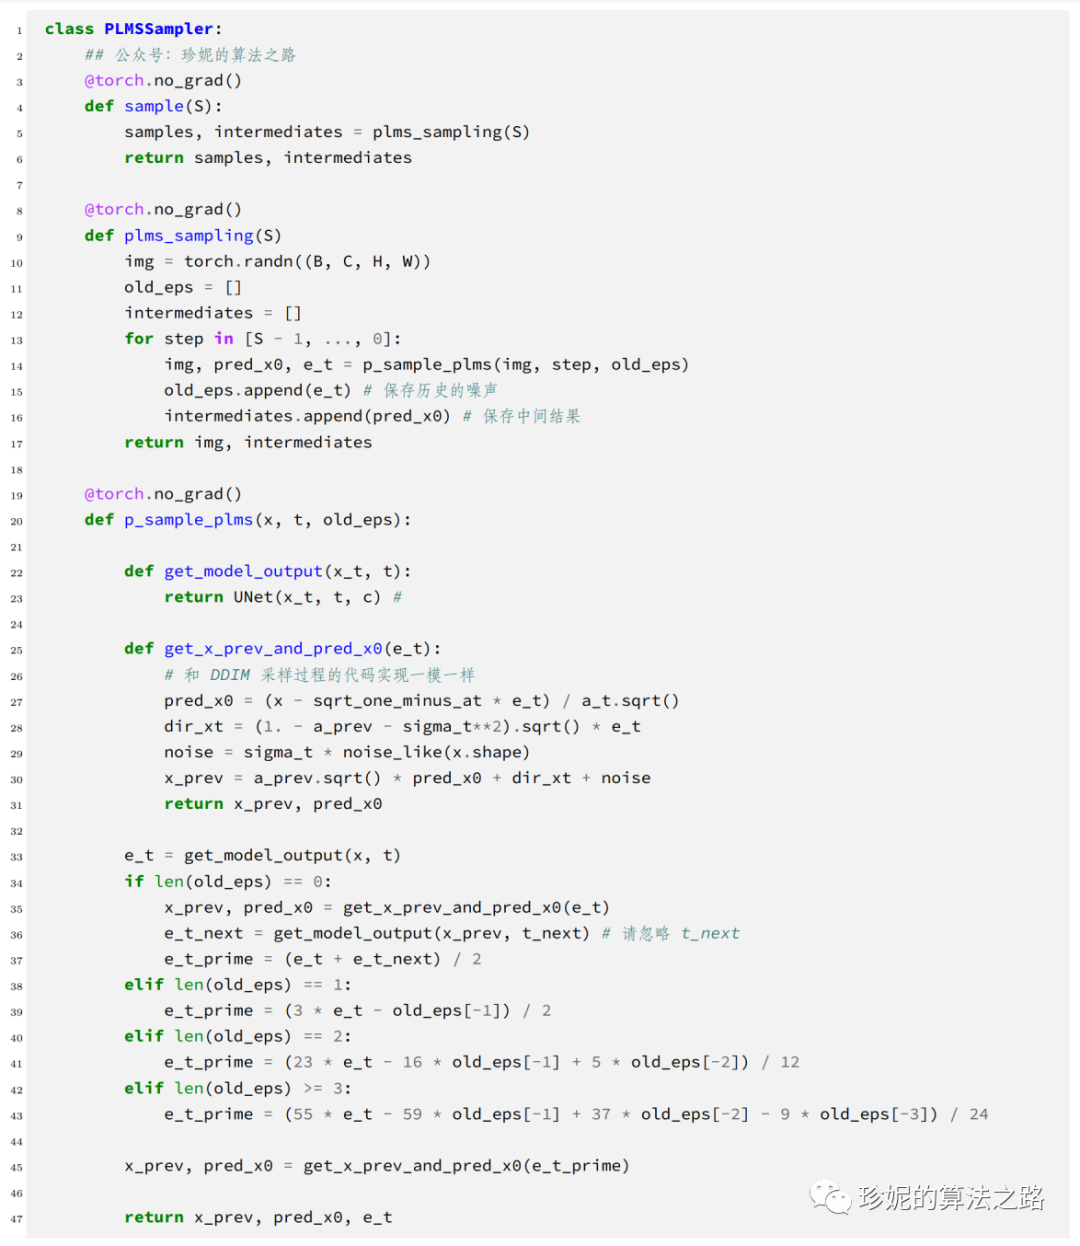 1 class PLMSSampler:
2 ## 公众号：珍妮的算法之路
3 @torch.no_grad()
4 def sample(S):
5 samples, intermediates = plms_sampling(S)
6 return samples, intermediates
7
8 @torch.no_grad()
9 def plms_sampling(S)
10 img = torch.randn((B, C, H, W))
11 old_eps = []
12 intermediates = []
13 for step in [S - 1, ..., 0]:
14 img, pred_x0, e_t = p_sample_plms(img, step, old_eps)
15 old_eps.append(e_t) # 保存历史的噪声
16 intermediates.append(pred_x0) # 保存中间结果
17 return img, intermediates
18
19 @torch.no_grad()
20 def p_sample_plms(x, t, old_eps):
21
22 def get_model_output(x_t, t):
23 return UNet(x_t, t, c) #
24
25 def get_x_prev_and_pred_x0(e_t):
26 # 和 DDIM 采样过程的代码实现一模一样
27 pred_x0 = (x - sqrt_one_minus_at * e_t) / a_t.sqrt()
28 dir_xt = (1. - a_prev - sigma_t**2).sqrt() * e_t
29 noise = sigma_t * noise_like(x.shape)
30 x_prev = a_prev.sqrt() * pred_x0 + dir_xt + noise
31 return x_prev, pred_x0
32
33 e_t = get_model_output(x, t)
34 if len(old_eps) == 0:
35 x_prev, pred_x0 = get_x_prev_and_pred_x0(e_t)
36 e_t_next = get_model_output(x_prev, t_next) # 请忽略 t_next
37 e_t_prime = (e_t + e_t_next) / 2
38 elif len(old_eps) == 1:
39 e_t_prime = (3 * e_t - old_eps[-1]) / 2
40 elif len(old_eps) == 2:
41 e_t_prime = (23 * e_t - 16 * old_eps[-1] + 5 * old_eps[-2]) / 12
42 elif len(old_eps) >= 3:
43 e_t_prime = (55 * e_t - 59 * old_eps[-1] + 37 * old_eps[-2] - 9 * old_eps[-3]) / 24
44
45 x_prev, pred_x0 = get_x_prev_and_pred_x0(e_t_prime)
46
47 return x_prev, pred_x0, e_t
珍妮的算法之路